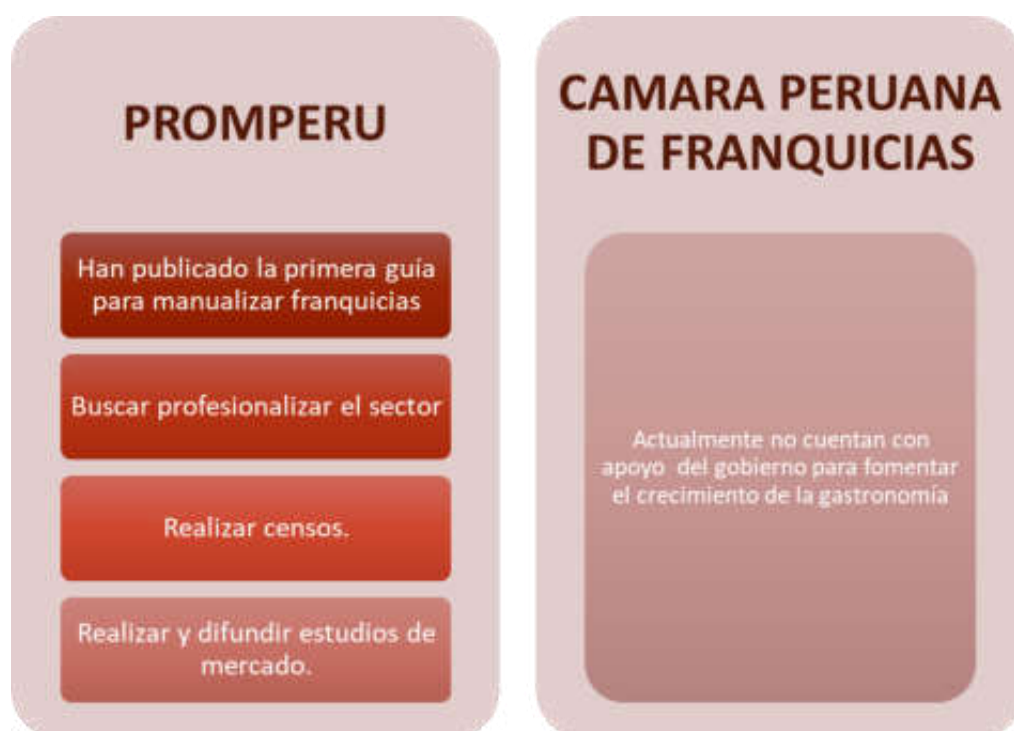 PROMPERU
Han publicado la primera guía
para manualizar franquicias
Buscar profesionalizar el sector
Realizar censos.
Realizar y difundir estudios de
mercado.
CAMARA PERUANA
DE FRANQUICIAS
Actualmente no cuentan con
apoyo del gobierno para fomentar
el crecimiento de la gastronomía